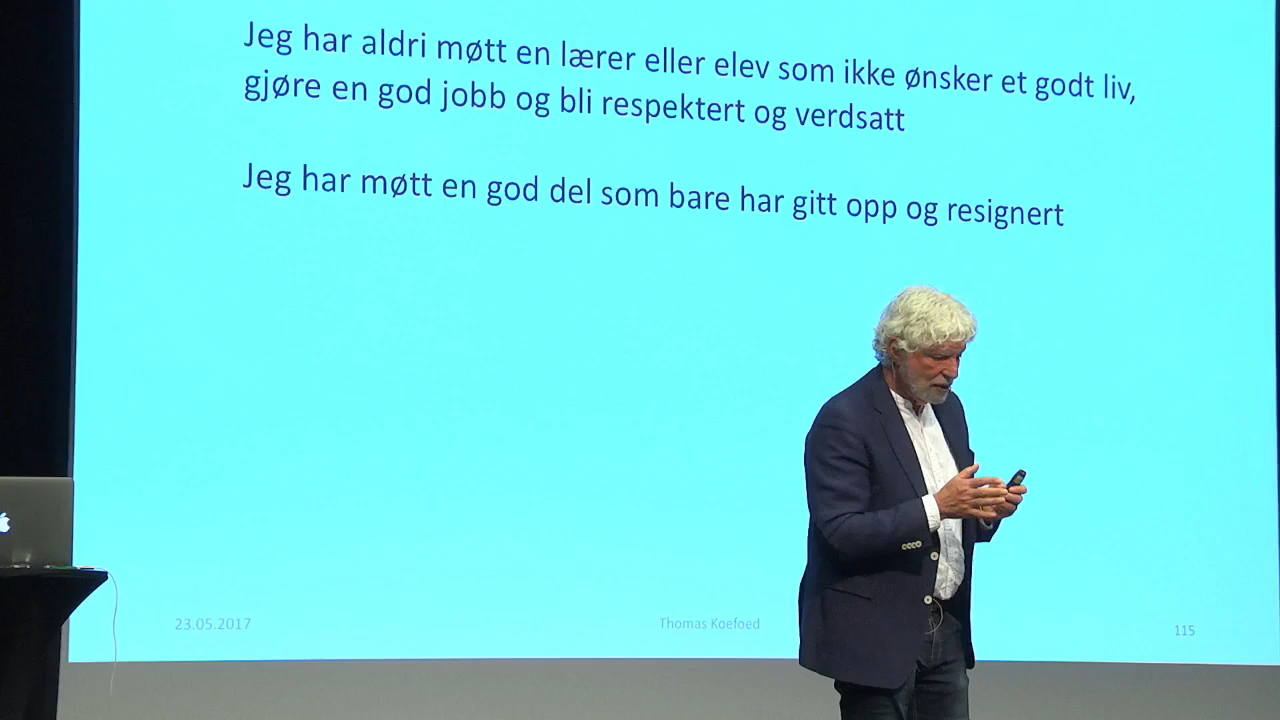 Jeg har aldri møtt en lærer eller elev som ikke ønsker et godt liv,
gjøre en god jobb og bli respektert og verdsatt
Jeg har møtt en god del som bare har gitt opp og resignert
23.05.2017
Thomas Koefoed
115